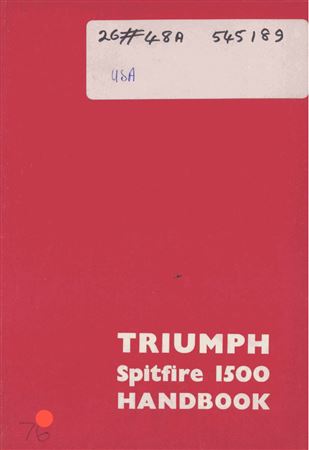 2G#48A 545189
48A
TRIUMPH
Spitfire 1500
HANDBOOK
76